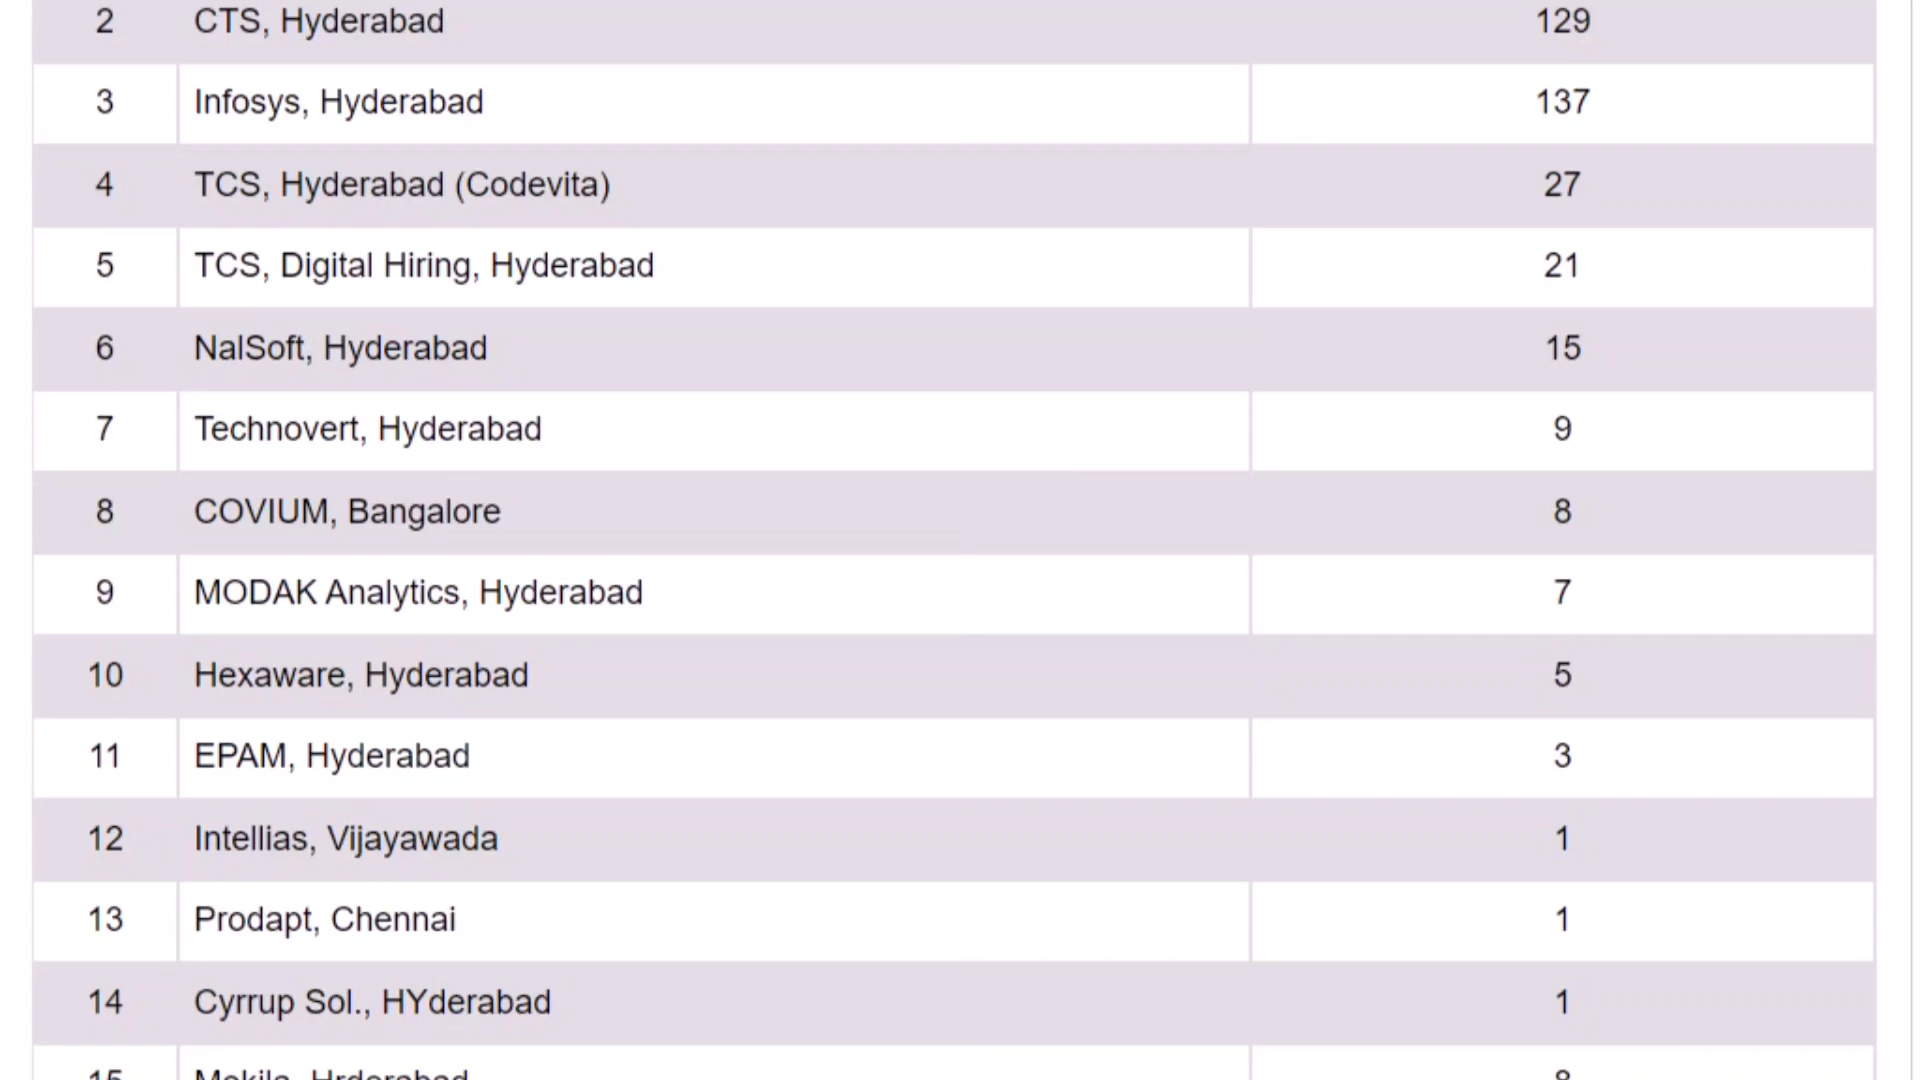 2 CTS, Hyderabad 129
3 Infosys, Hyderabad 137
4 TCS, Hyderabad (Codevita) 27
5 TCS, Digital Hiring, Hyderabad 21
6 NalSoft, Hyderabad 15
7 Technovert, Hyderabad 9
8 COVIUM, Bangalore 8
9 MODAK Analytics, Hyderabad 7
10 Hexaware, Hyderabad 5
11 EPAM, Hyderabad 3
12 Intellias, Vijayawada 1
13 Prodapt, Chennai 1
14 Cyrrup Sol., HYderabad 1
15